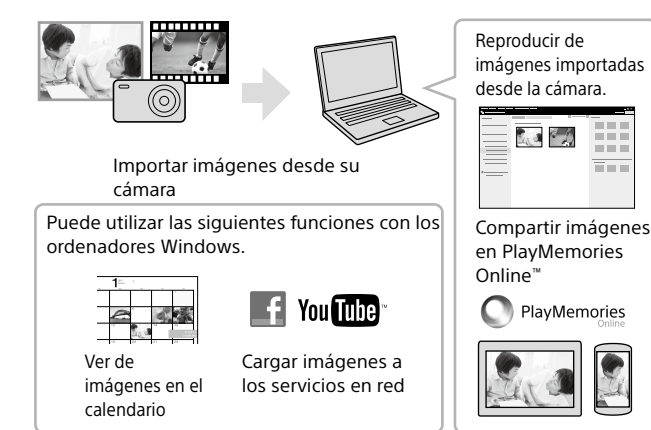 Importar imágenes desde su
cámara
Puede utilizar las siguientes funciones con los
ordenadores Windows.
1
Ver de
imágenes en el
calendario
f YouTube™
Cargar imágenes a
los servicios en red
Reproducir de
imágenes importadas
desde la cámara.
Compartir imágenes
en PlayMemories
Online™
PlayMemories
Online